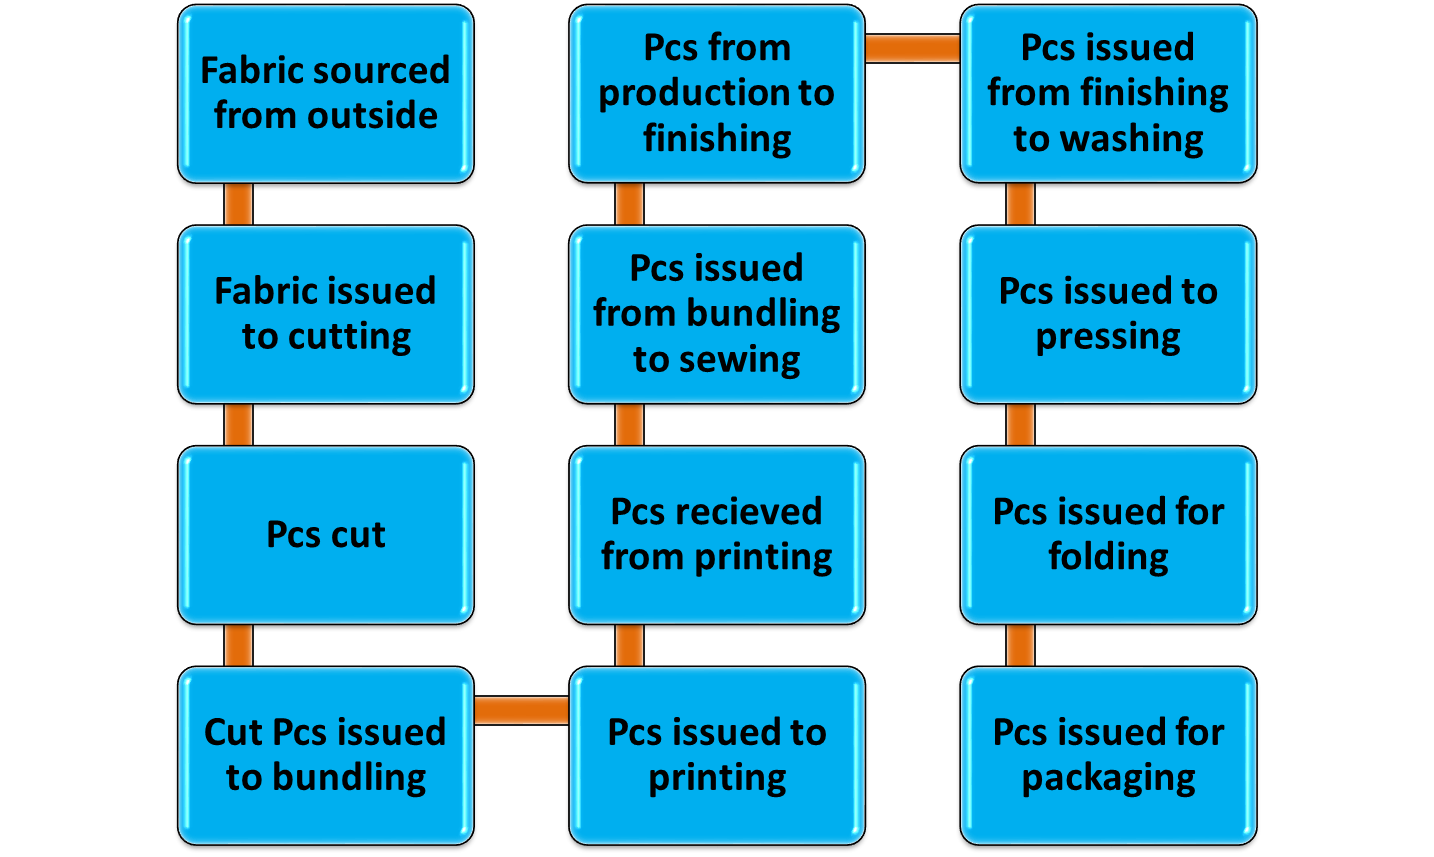 Fabric sourced
from outside
Fabric issued
to cutting
Pcs cut
Cut Pcs issued
to bundling
Pcs issued to
printing
Pcs recieved
from printing
Pcs issued
from bundling
to sewing
Pcs from
production to
finishing
Pcs issued
from finishing
to washing
Pcs issued to
pressing
Pcs issued for
folding
Pcs issued for
packaging